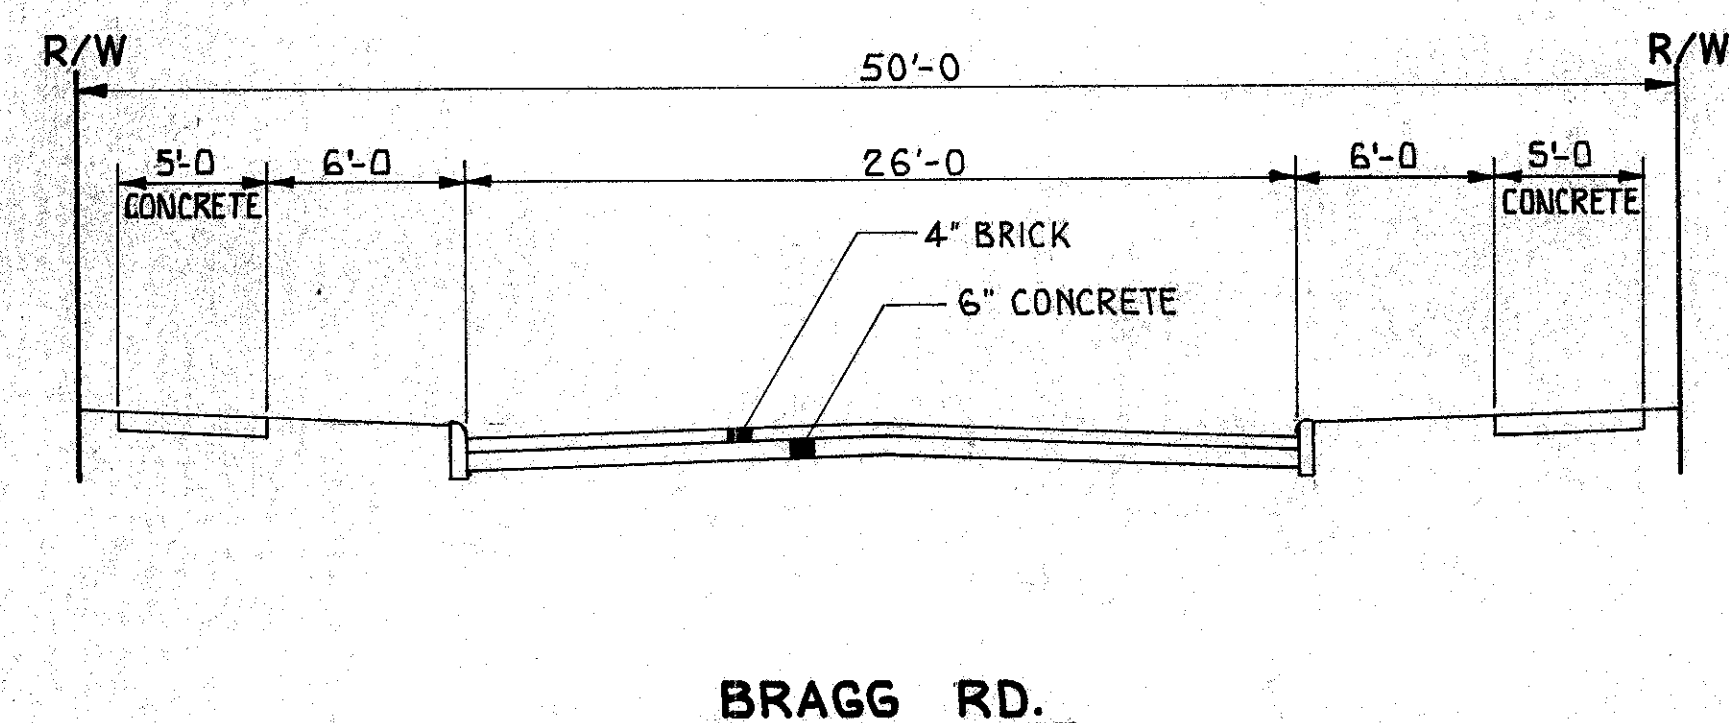 R/W
R/W
50'-0
5'-0
6'-0
26'-0
6'-0
5'-0
CONCRETE
CONCRETE
4" BRICK
6" CONCRETE
BRAGG RD.